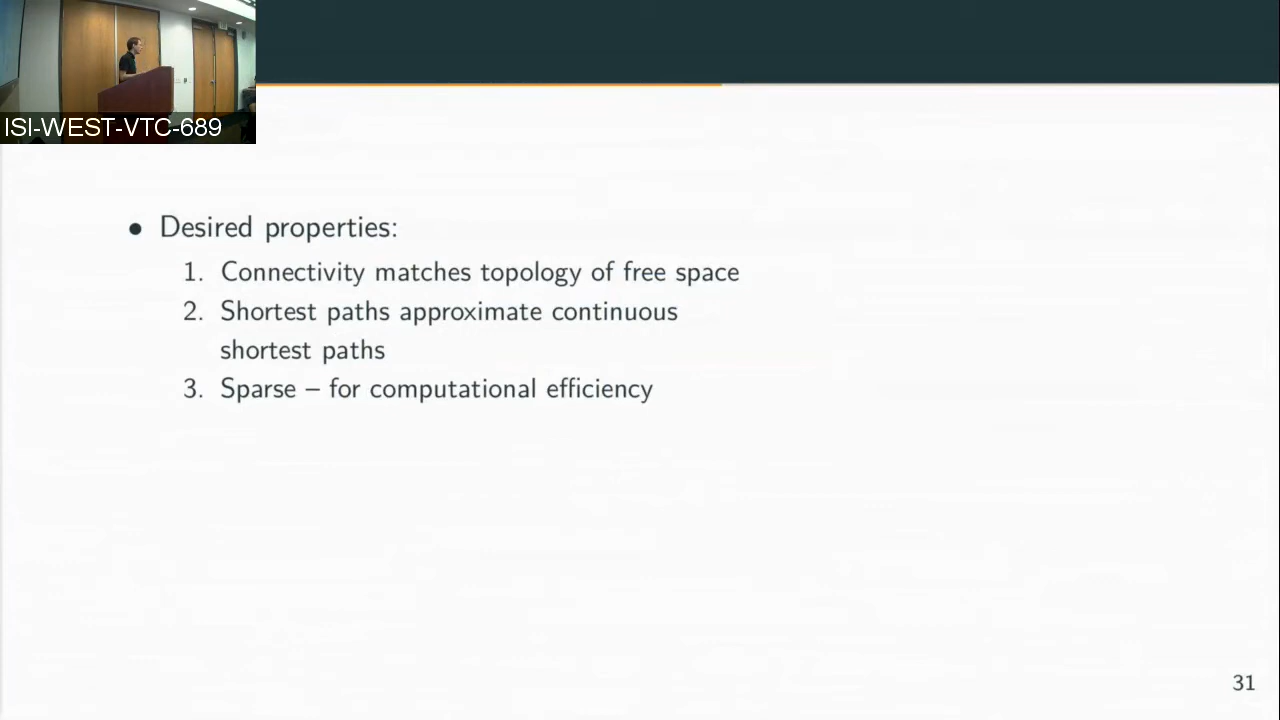 ISI-WEST-VTC-689
• Desired properties:
1. Connectivity matches topology of free space
2. Shortest paths approximate continuous
shortest paths
3. Sparse – for computational efficiency
31